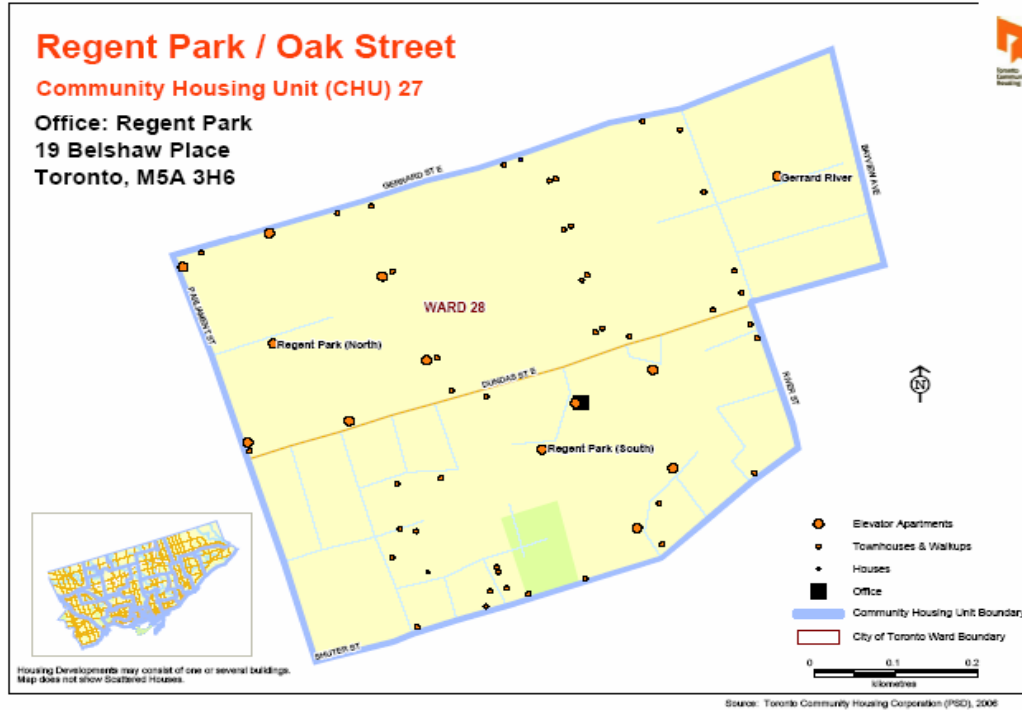 Regent Park / Oak Street
Community Housing Unit (CHU) 27
Office: Regent Park
19 Belshaw Place
Toronto, M5A 3H6
Toronto
Community
Housing
GERRARD ST E
BAYVIEW AVE
Gerrard River
PARLIAMENT ST
WARD 28
Regent Park (North)
DUNDAS ST E
RIVER ST
N
Regent Park (South)
SHUTER ST
Elevator Apartments
Townhouses & Walkups
Houses
Office
Community Housing Unit Boundary
City of Toronto Ward Boundary
0 0.1 0.2
kilometres
Housing Developments may consist of one or several buildings.
Map does not show Scattered Houses.
Source: Toronto Community Housing Corporation (PSD), 2006